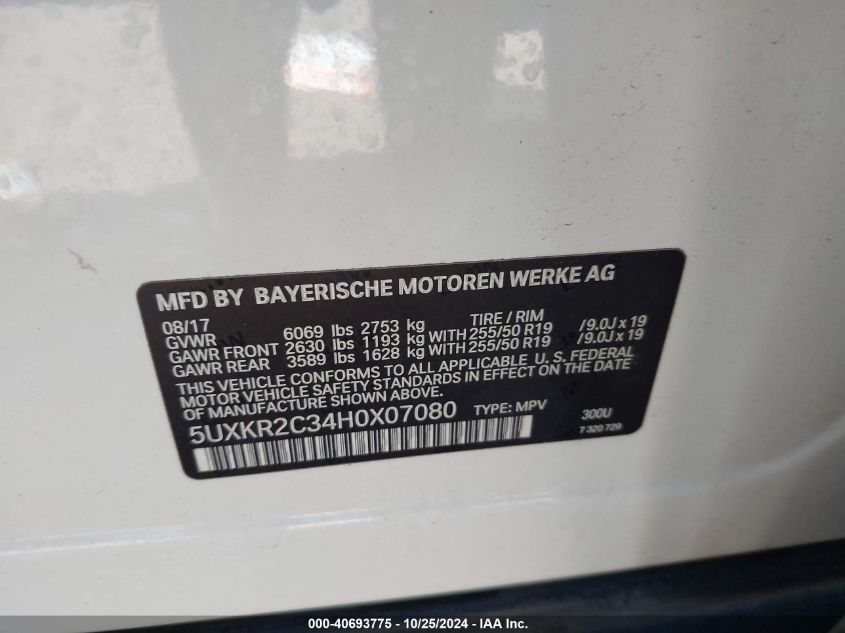 MFD BY BAYERISCHE MOTOREN WERKE AG
08/17 TIRE / RIM
GVWR 6069 lbs 2753 kg
GAWR FRONT 2630 lbs 1193 kg WITH 255/50 R19 /9.0J x 19
GAWR REAR 3589 lbs 1628 kg WITH 255/50 R19 /9.0J x 19
THIS VEHICLE CONFORMS TO ALL APPLICABLE U. S. FEDERAL
MOTOR VEHICLE SAFETY STANDARDS IN EFFECT ON THE DATE
OF MANUFACTURE SHOWN ABOVE.
5UXKR2C34H0X07080 TYPE: MPV 300U
7 320 729
000-40693775 - 10/25/2024 - IAA Inc.